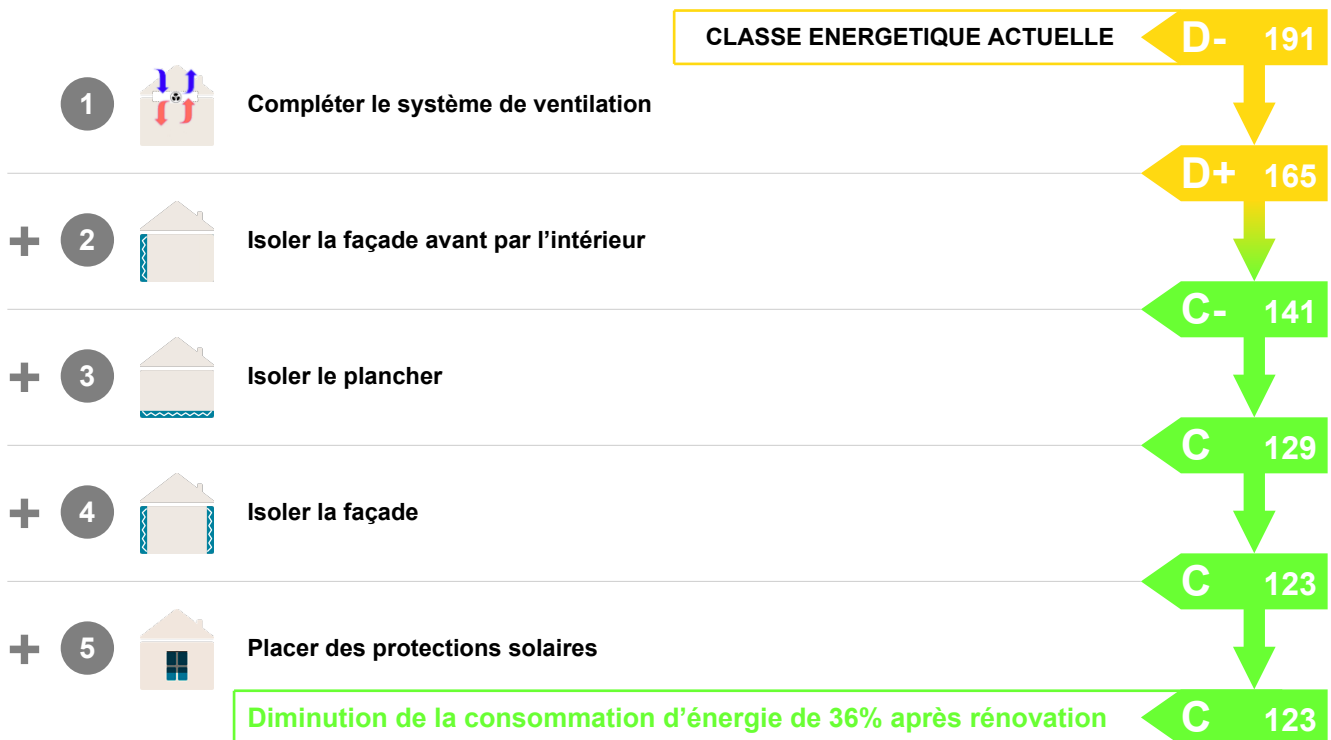 CLASSE ENERGETIQUE ACTUELLE D- 191
1 Compléter le système de ventilation
D+ 165
+ 2 Isoler la façade avant par l’intérieur
C- 141
+ 3 Isoler le plancher
C 129
+ 4 Isoler la façade
C 123
+ 5 Placer des protections solaires
Diminution de la consommation d’énergie de 36% après rénovation C 123